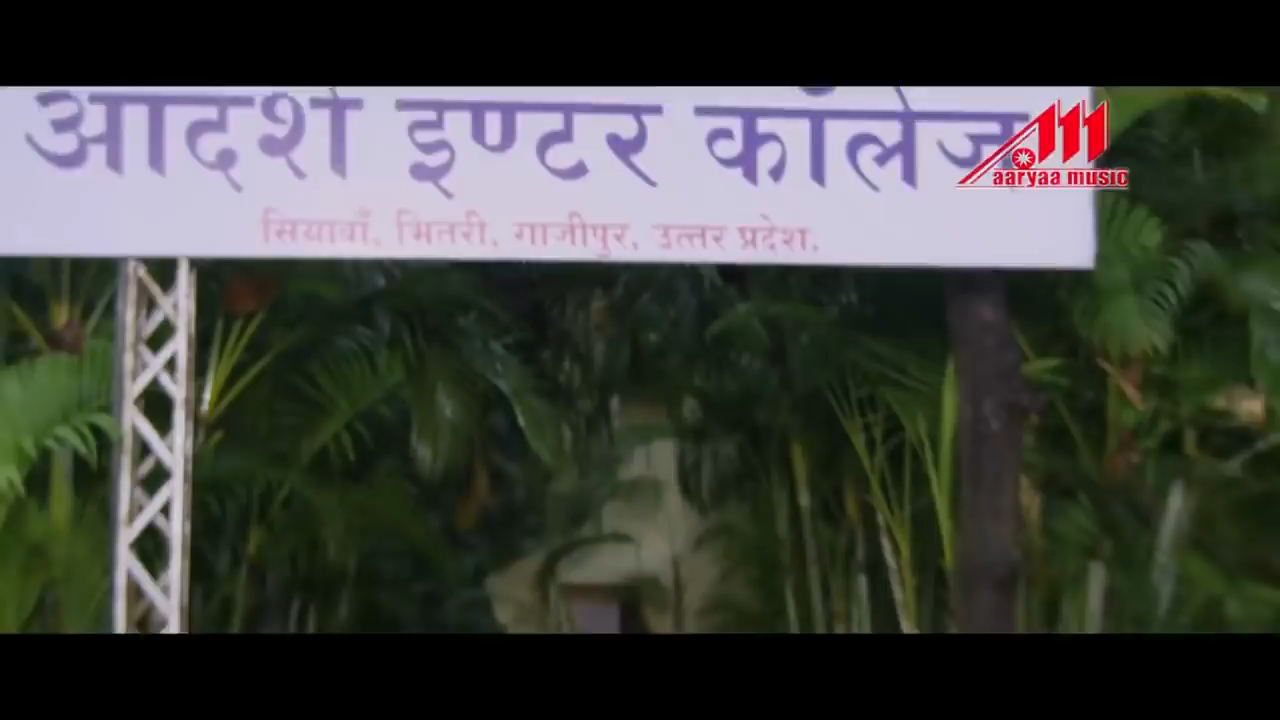 आदर्श इण्टर कॉलेज
सियावाँ, भितरी, गाजीपुर, उत्तर प्रदेश.
aaryaa music